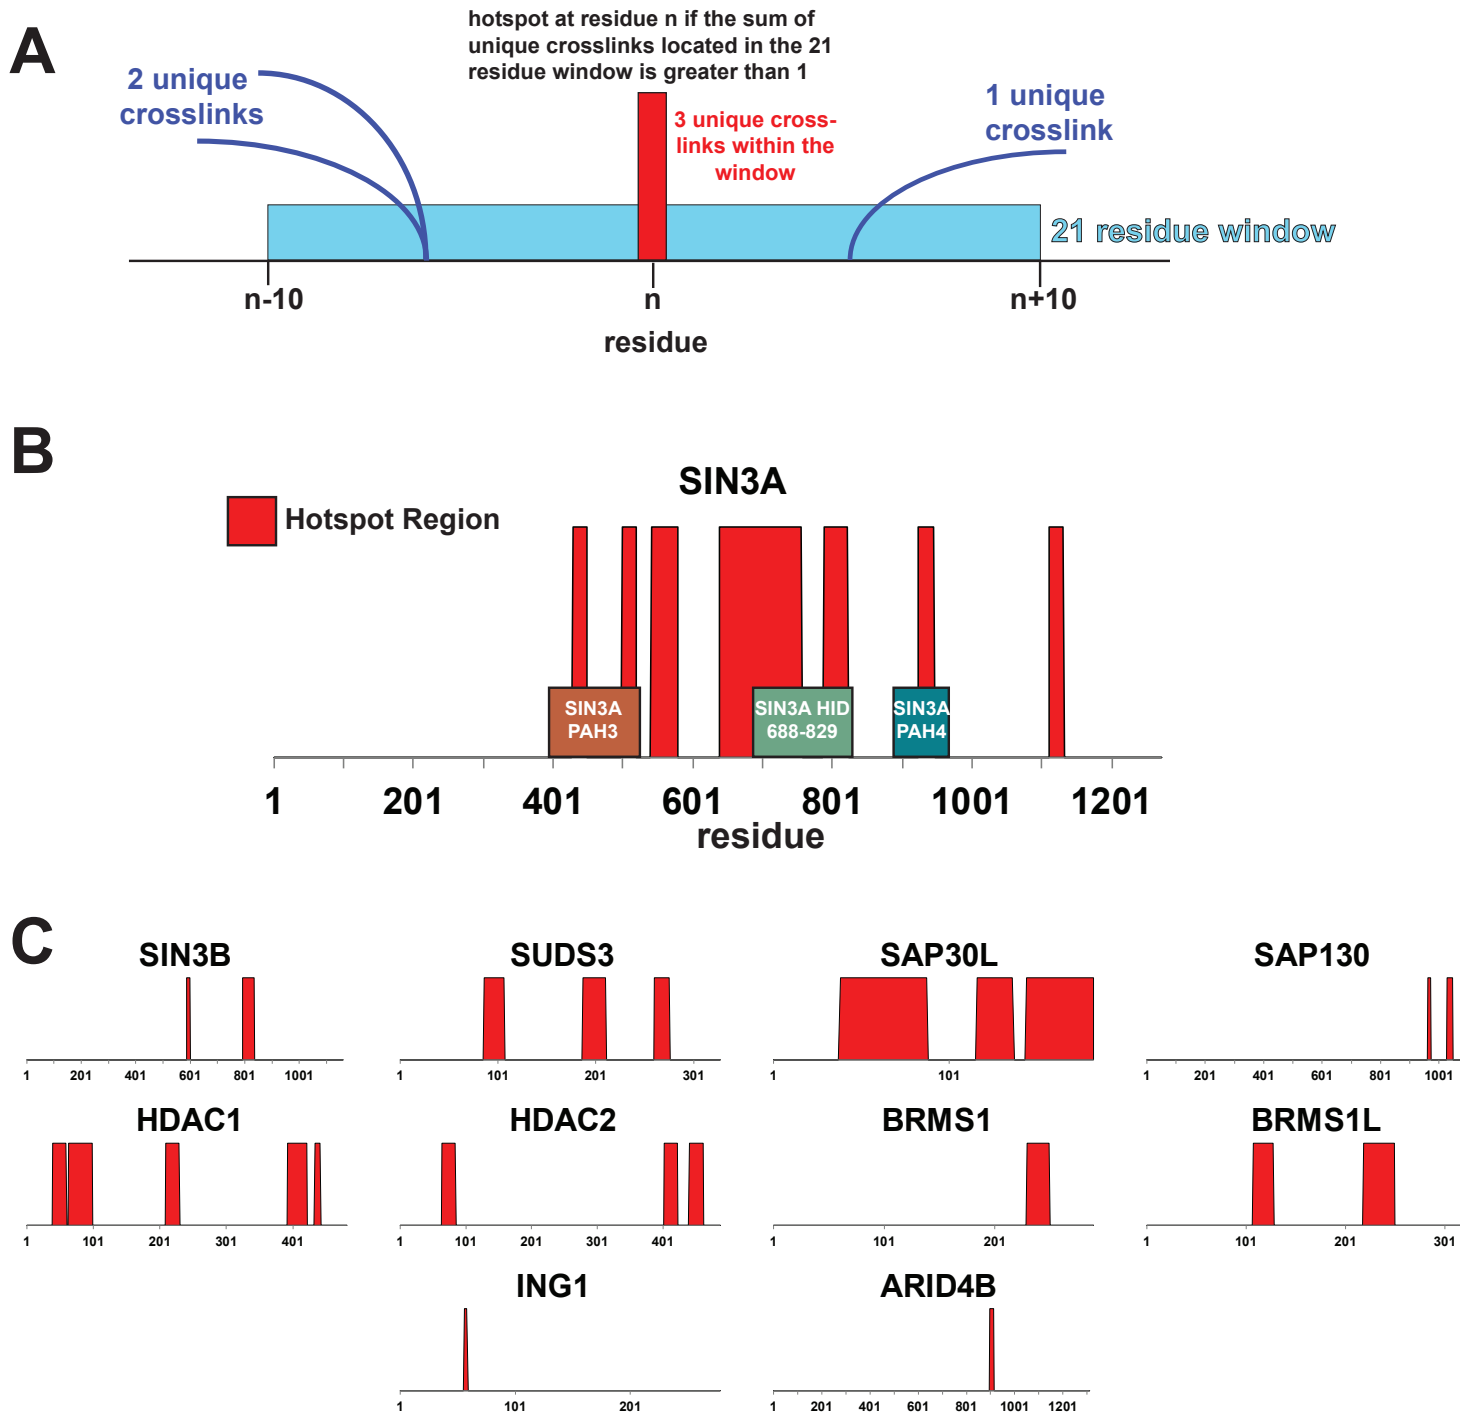 A
hotspot at residue n if the sum of
unique crosslinks located in the 21
residue window is greater than 1
2 unique
crosslinks
3 unique cross-
links within the
window
1 unique
crosslink
21 residue window
n-10
n
n+10
residue
B
SIN3A
Hotspot Region
SIN3A
PAH3
SIN3A HID
688-829
SIN3A
PAH4
1 201 401 601 801 1001 1201
residue
C
SIN3B
1 201 401 601 801 1001
SUDS3
1 101 201 301
SAP30L
1 101
SAP130
1 201 401 601 801 1001
HDAC1
1 101 201 301 401
HDAC2
1 101 201 301 401
BRMS1
1 101 201
BRMS1L
1 101 201 301
ING1
1 101 201
ARID4B
1 201 401 601 801 1001 1201